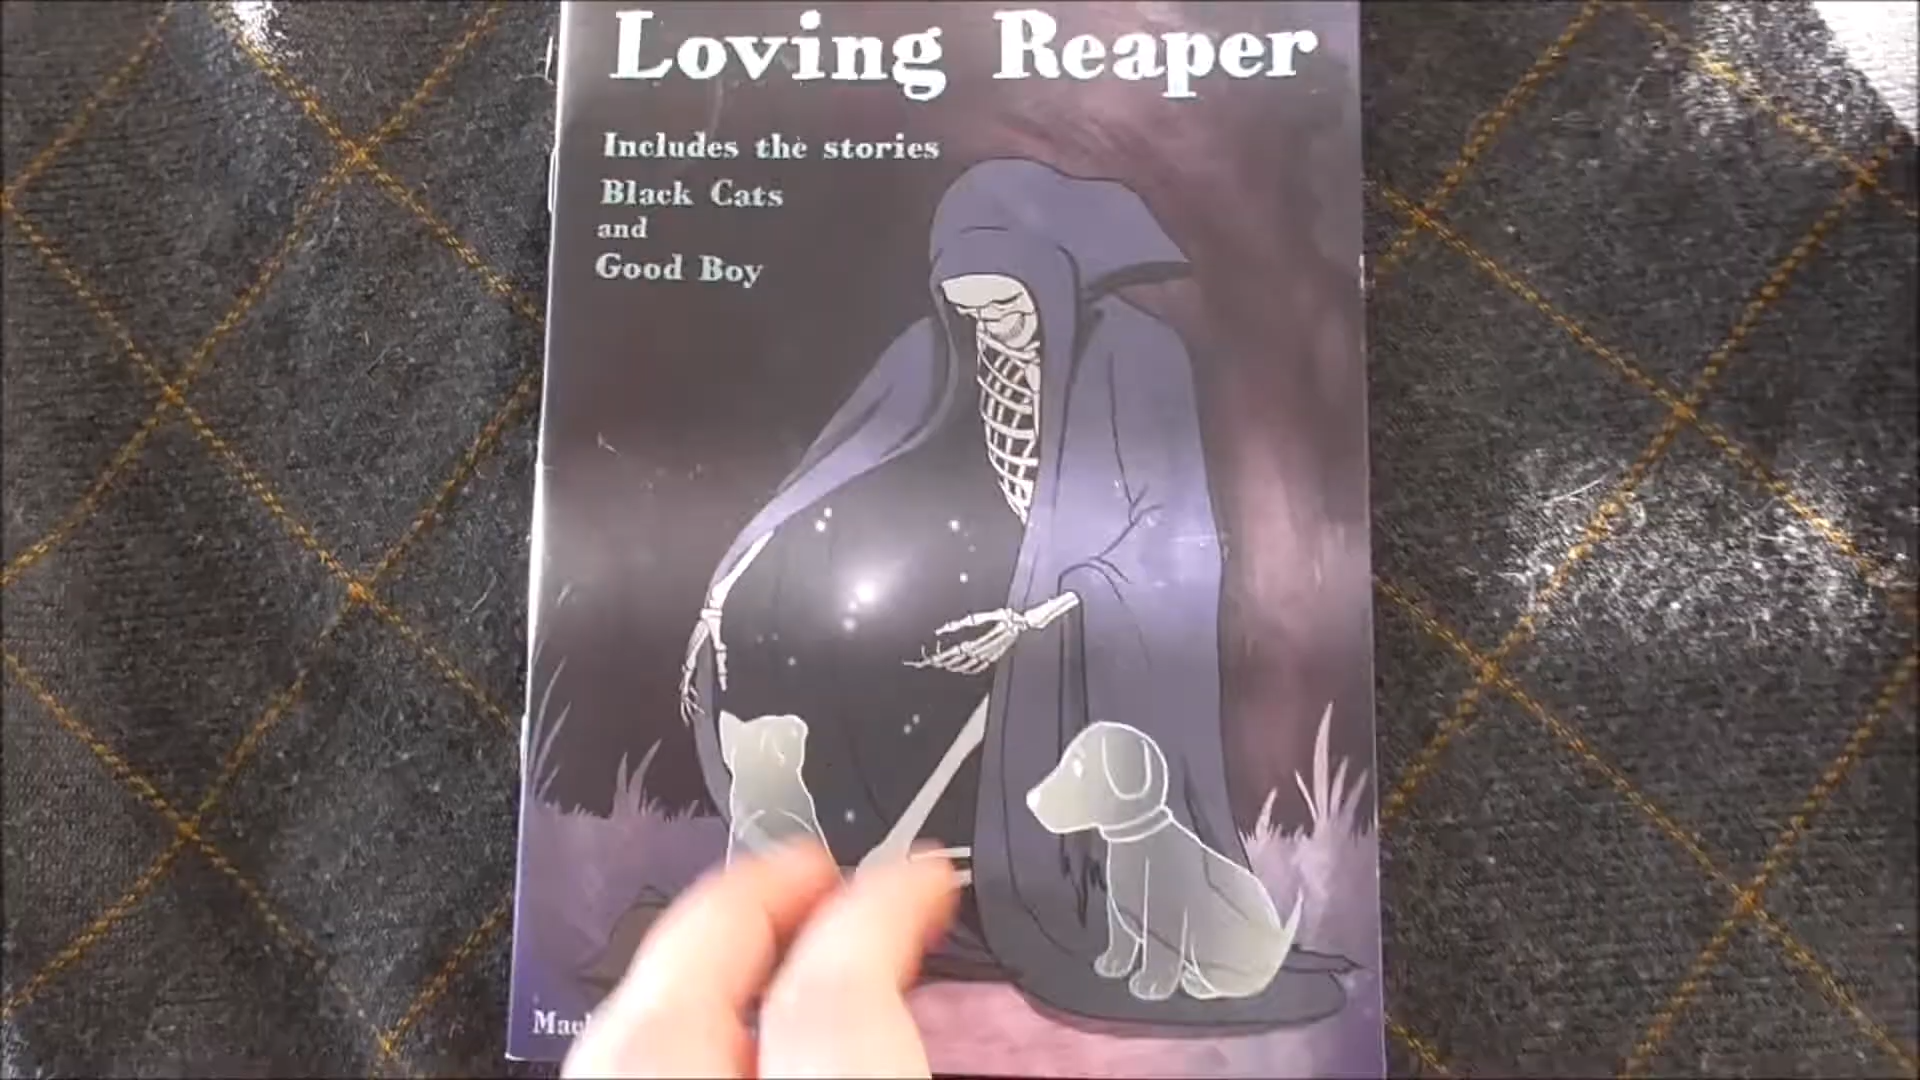 Loving Reaper
Includes the stories
Black Cats
and
Good Boy